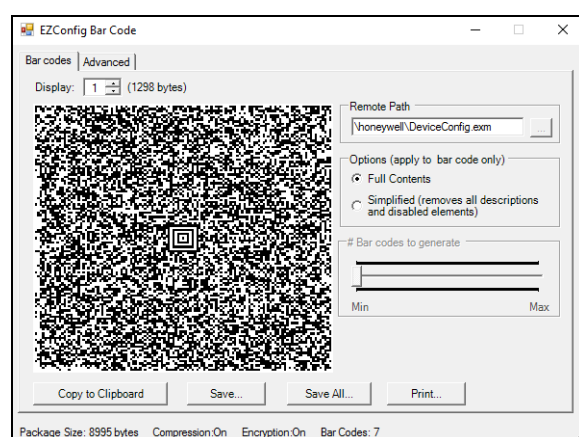 EZConfig Bar Code
Bar codes
Advanced
Display: 1 (1298 bytes)
Remote Path
\honeywell\DeviceConfig.exm
...
Options (apply to bar code only)
Full Contents
Simplified (removes all descriptions
and disabled elements)
# Bar codes to generate
Min Max
Copy to Clipboard
Save...
Save All...
Print...
Package Size: 8995 bytes Compression:On Encryption:On Bar Codes: 7